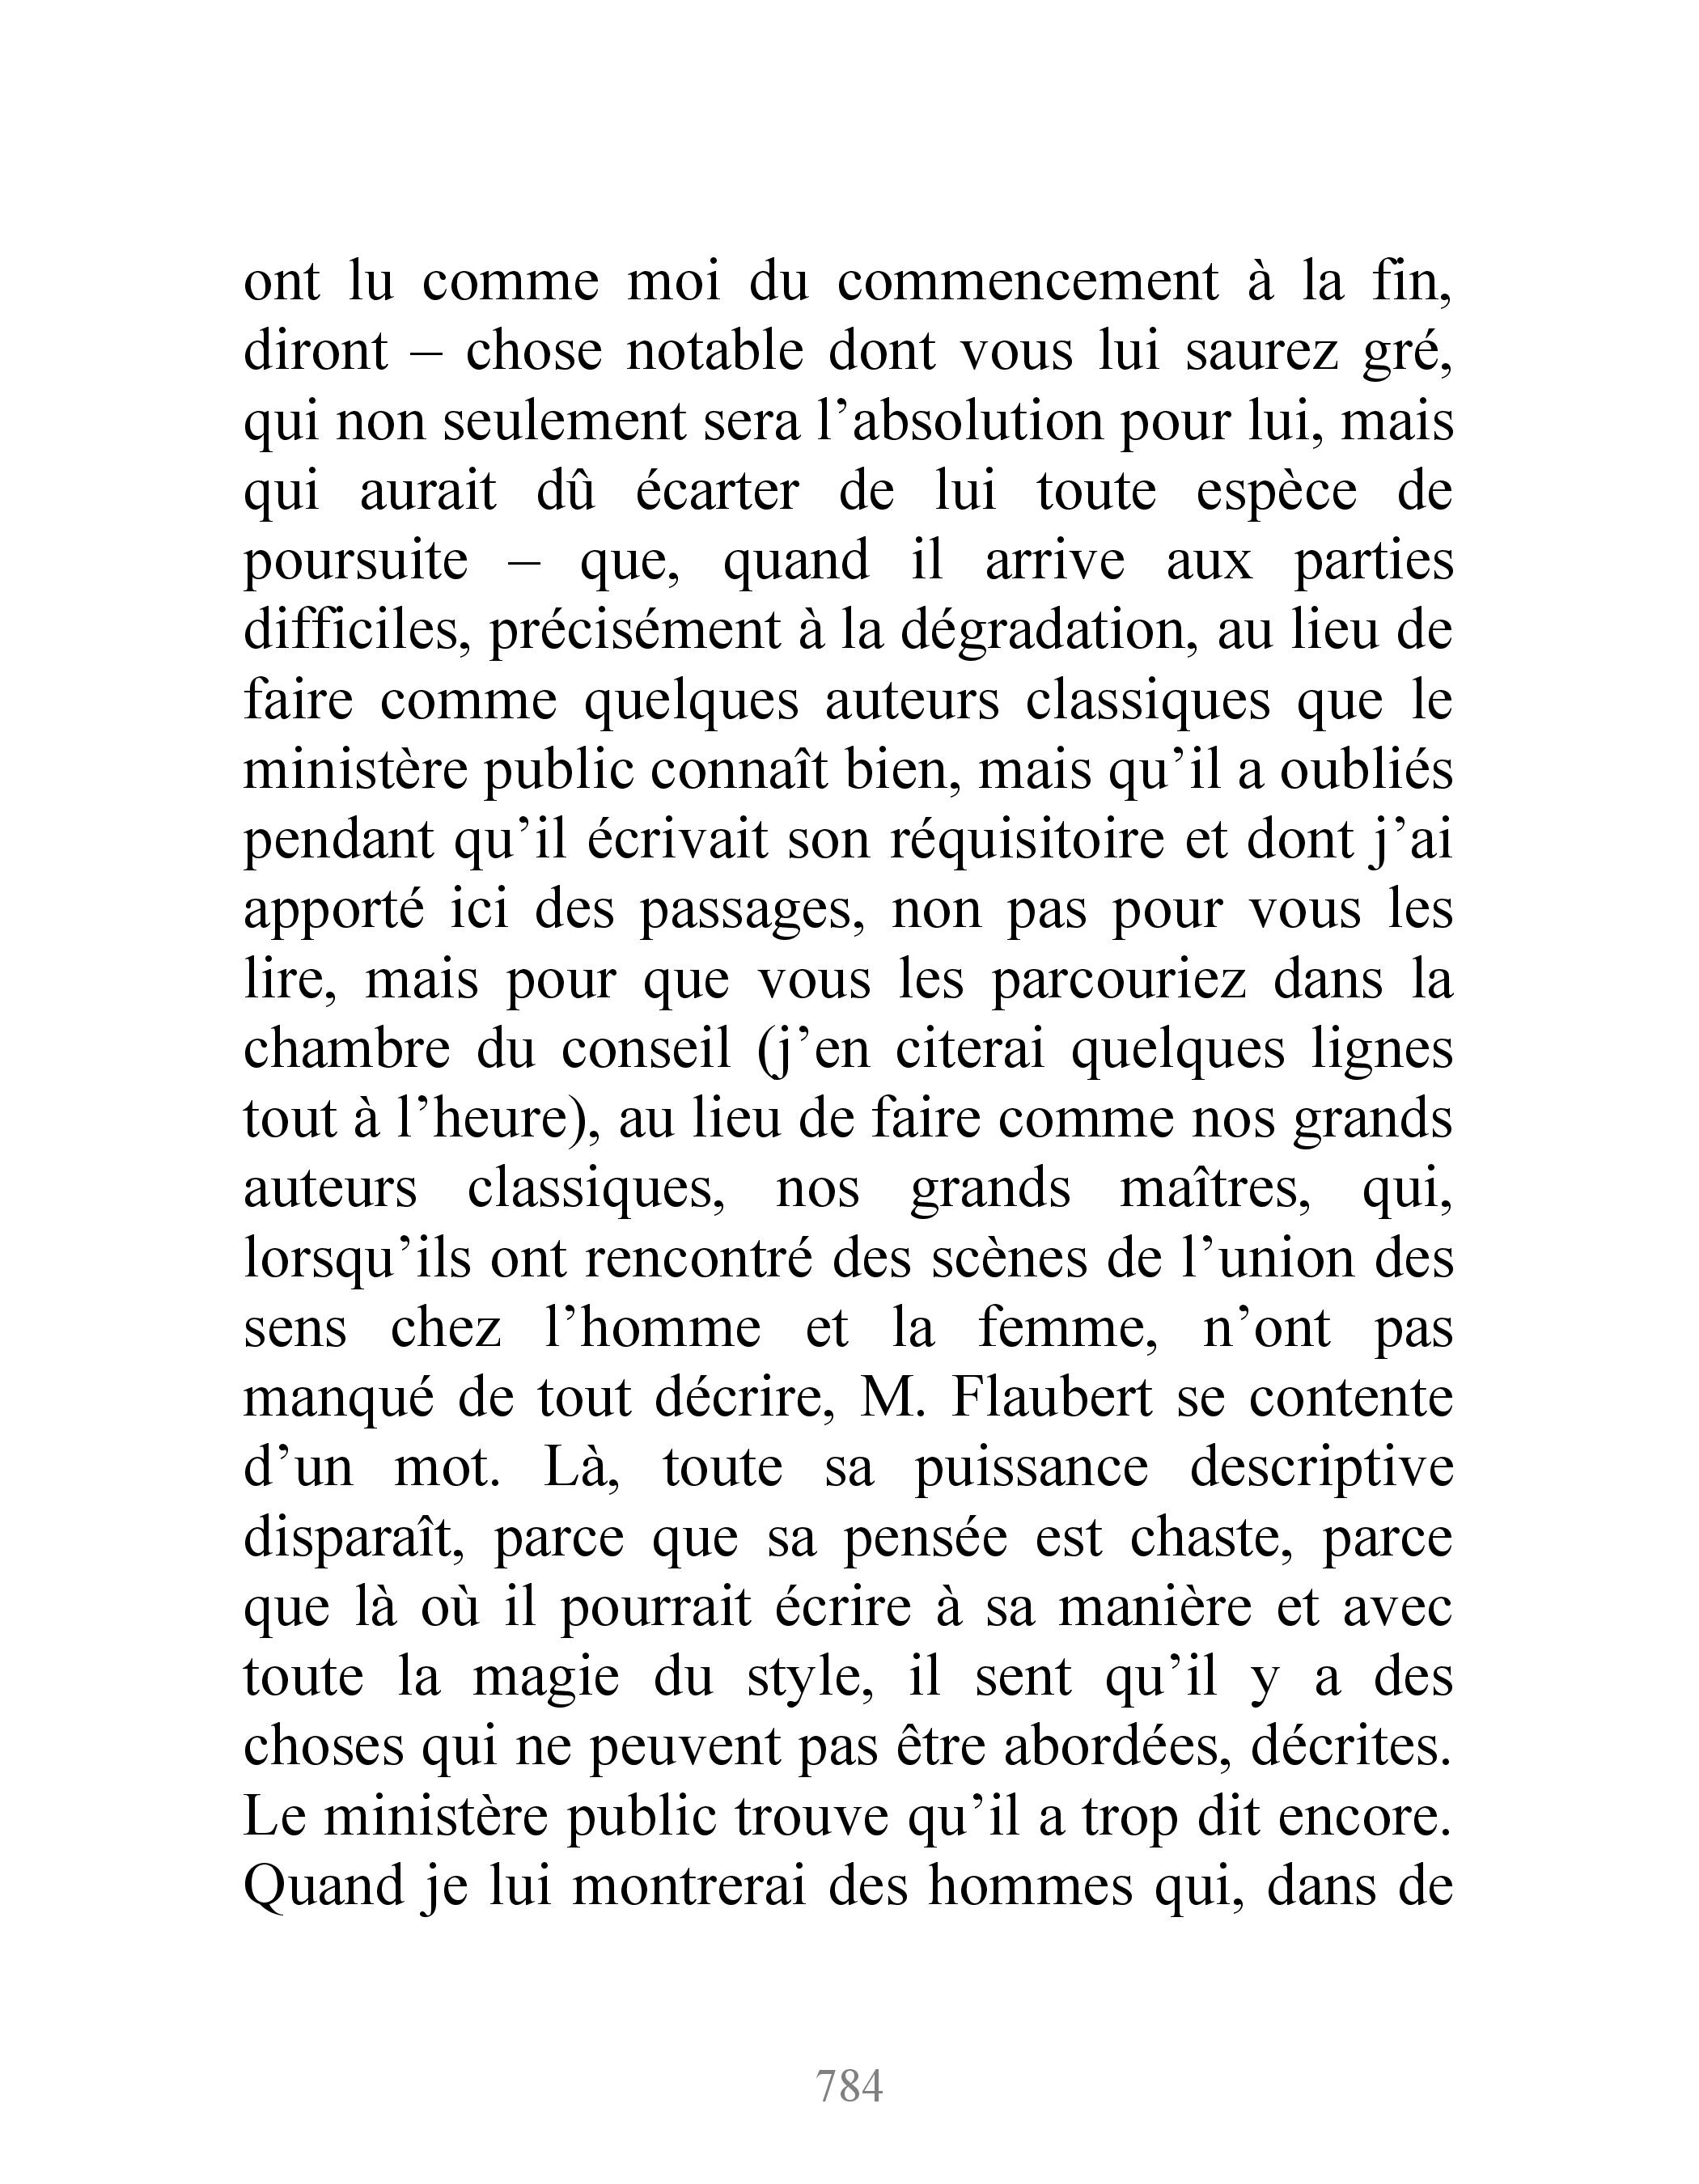 ont lu comme moi du commencement à la fin,
diront – chose notable dont vous lui saurez gré,
qui non seulement sera l’absolution pour lui, mais
qui aurait dû écarter de lui toute espèce de
poursuite – que, quand il arrive aux parties
difficiles, précisément à la dégradation, au lieu de
faire comme quelques auteurs classiques que le
ministère public connaît bien, mais qu’il a oubliés
pendant qu’il écrivait son réquisitoire et dont j’ai
apporté ici des passages, non pas pour vous les
lire, mais pour que vous les parcouriez dans la
chambre du conseil (j’en citerai quelques lignes
tout à l’heure), au lieu de faire comme nos grands
auteurs classiques, nos grands maîtres, qui,
lorsqu’ils ont rencontré des scènes de l’union des
sens chez l’homme et la femme, n’ont pas
manqué de tout décrire, M. Flaubert se contente
d’un mot. Là, toute sa puissance descriptive
disparaît, parce que sa pensée est chaste, parce
que là où il pourrait écrire à sa manière et avec
toute la magie du style, il sent qu’il y a des
choses qui ne peuvent pas être abordées, décrites.
Le ministère public trouve qu’il a trop dit encore.
Quand je lui montrerai des hommes qui, dans de
784